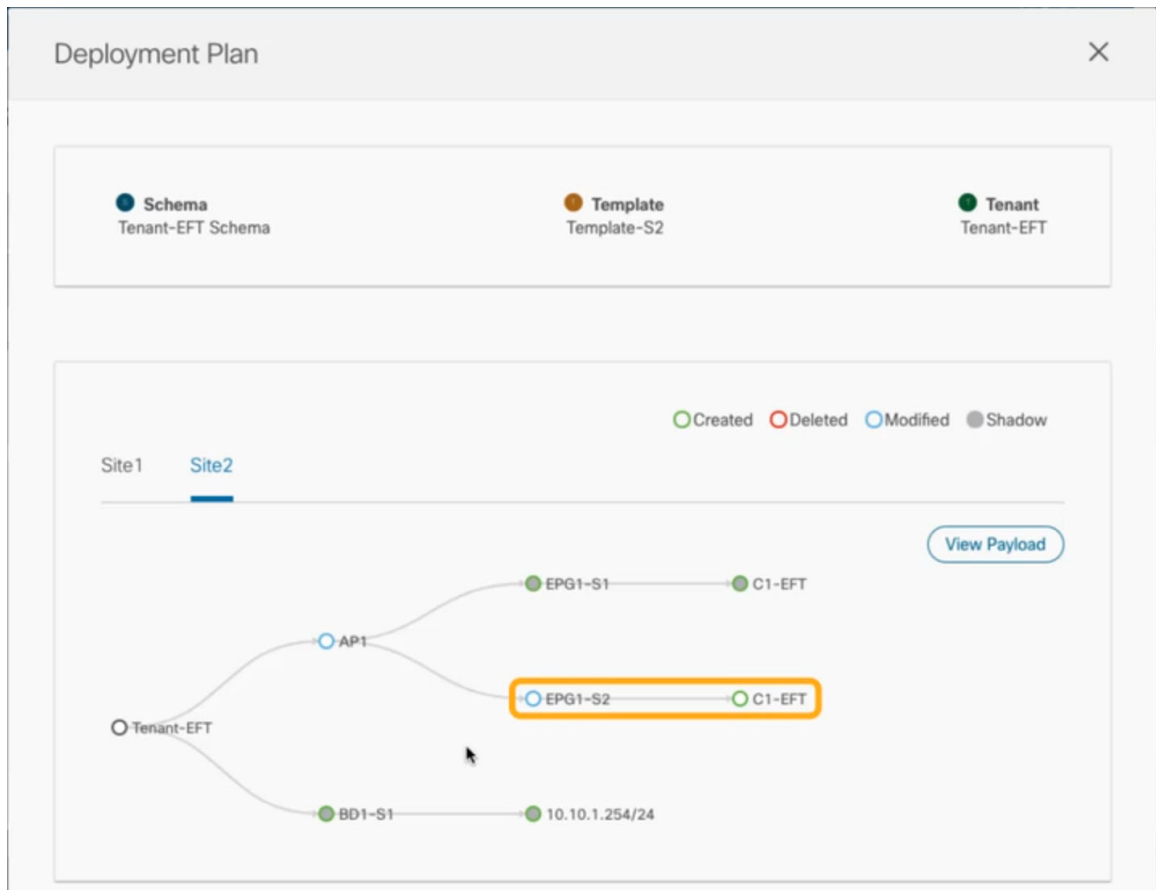 Deployment Plan
Schema
Tenant-EFT Schema
Template
Template-S2
Tenant
Tenant-EFT
Created Deleted Modified Shadow
Site1 Site2
View Payload
EPG1-S1 C1-EFT
AP1
EPG1-S2 C1-EFT
Tenant-EFT
BD1-S1 10.10.1.254/24